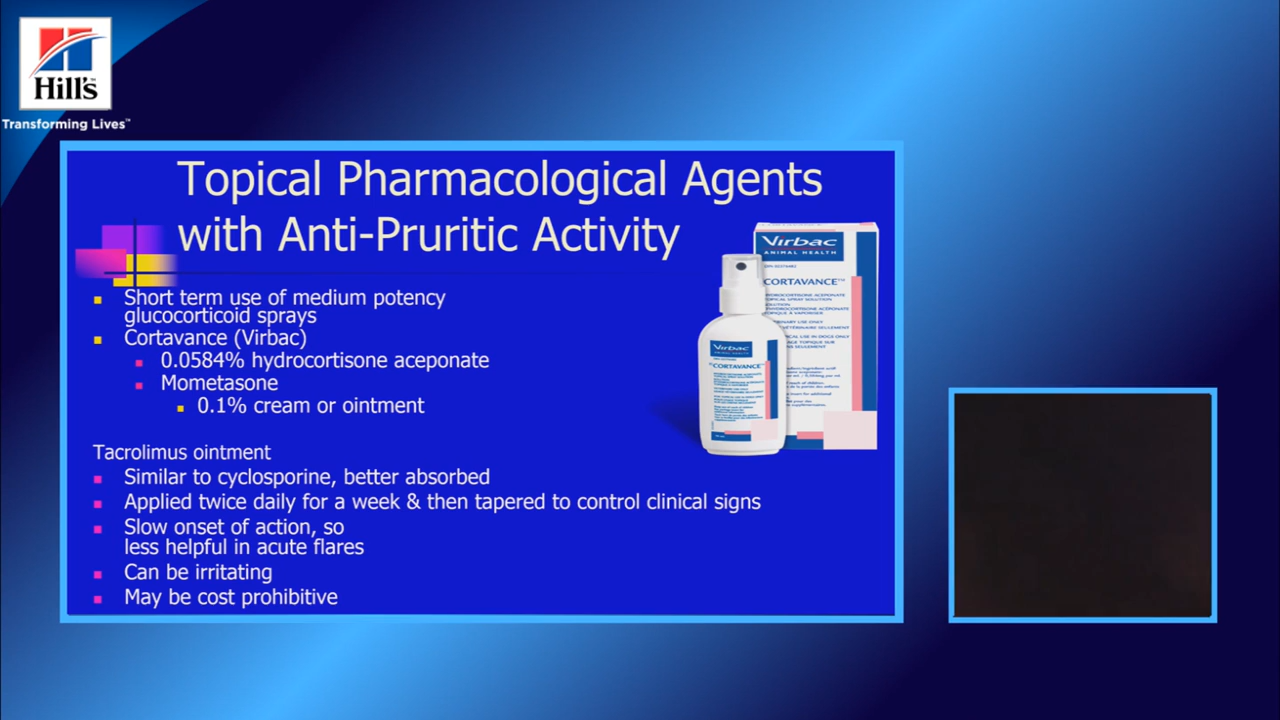 Hill's
Transforming Lives™
Topical Pharmacological Agents
with Anti-Pruritic Activity
Short term use of medium potency
glucocorticoid sprays
Cortavance (Virbac)
0.0584% hydrocortisone aceponate
Mometasone
0.1% cream or ointment
Tacrolimus ointment
Similar to cyclosporine, better absorbed
Applied twice daily for a week & then tapered to control clinical signs
Slow onset of action, so
less helpful in acute flares
Can be irritating
May be cost prohibitive
Virbac
ANIMAL HEALTH
CORTAVANCE™
Virbac
CORTAVANCE